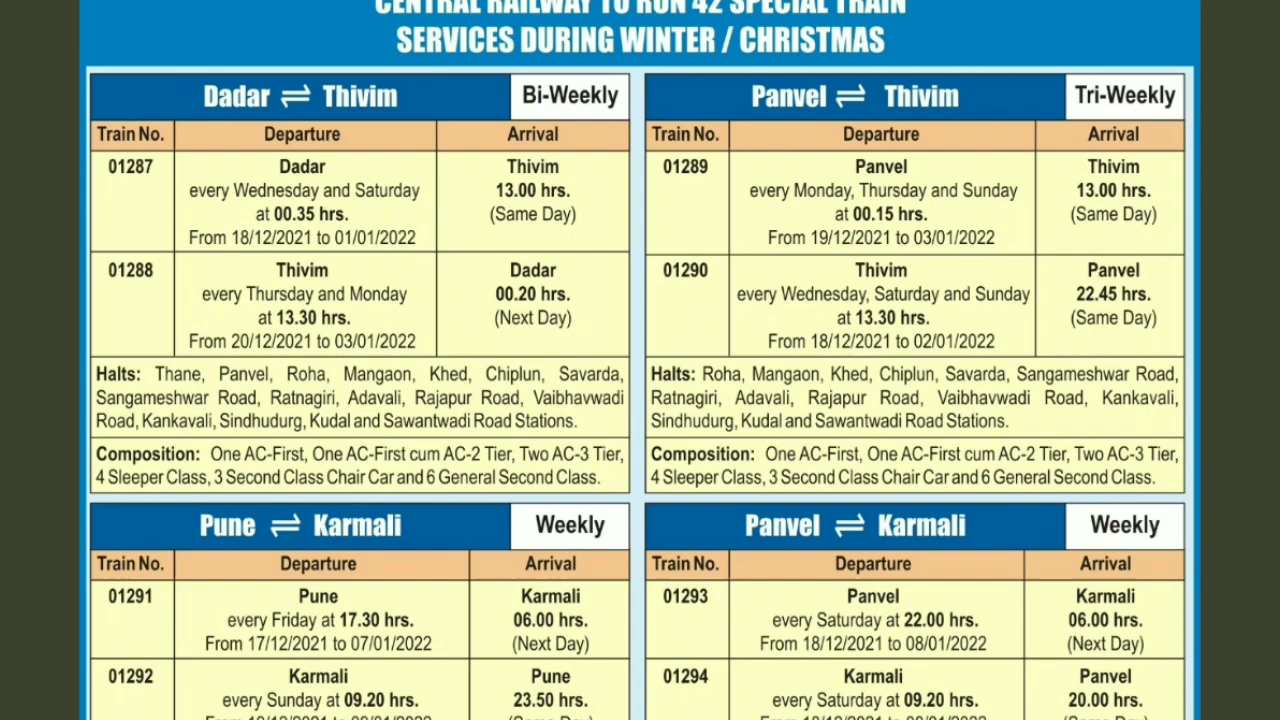 CENTRAL RAILWAY TO RUN 42 SPECIAL TRAIN
SERVICES DURING WINTER / CHRISTMAS
Dadar ⇌ Thivim Bi-Weekly
Train No. Departure Arrival
01287 Dadar Thivim
every Wednesday and Saturday 13.00 hrs.
at 00.35 hrs. (Same Day)
From 18/12/2021 to 01/01/2022
01288 Thivim Dadar
every Thursday and Monday 00.20 hrs.
at 13.30 hrs. (Next Day)
From 20/12/2021 to 03/01/2022
Halts: Thane, Panvel, Roha, Mangaon, Khed, Chiplun, Savarda,
Sangameshwar Road, Ratnagiri, Adavali, Rajapur Road, Vaibhavwadi
Road, Kankavali, Sindhudurg, Kudal and Sawantwadi Road Stations.
Composition: One AC-First, One AC-First cum AC-2 Tier, Two AC-3 Tier,
4 Sleeper Class, 3 Second Class Chair Car and 6 General Second Class.
Panvel ⇌ Thivim Tri-Weekly
Train No. Departure Arrival
01289 Panvel Thivim
every Monday, Thursday and Sunday 13.00 hrs.
at 00.15 hrs. (Same Day)
From 19/12/2021 to 03/01/2022
01290 Thivim Panvel
every Wednesday, Saturday and Sunday 22.45 hrs.
at 13.30 hrs. (Same Day)
From 18/12/2021 to 02/01/2022
Halts: Roha, Mangaon, Khed, Chiplun, Savarda, Sangameshwar Road,
Ratnagiri, Adavali, Rajapur Road, Vaibhavwadi Road, Kankavali,
Sindhudurg, Kudal and Sawantwadi Road Stations.
Composition: One AC-First, One AC-First cum AC-2 Tier, Two AC-3 Tier,
4 Sleeper Class, 3 Second Class Chair Car and 6 General Second Class.
Pune ⇌ Karmali Weekly
Train No. Departure Arrival
01291 Pune Karmali
every Friday at 17.30 hrs. 06.00 hrs.
From 17/12/2021 to 07/01/2022 (Next Day)
01292 Karmali Pune
every Sunday at 09.20 hrs. 23.50 hrs.
Panvel ⇌ Karmali Weekly
Train No. Departure Arrival
01293 Panvel Karmali
every Saturday at 22.00 hrs. 06.00 hrs.
From 18/12/2021 to 08/01/2022 (Next Day)
01294 Karmali Panvel
every Saturday at 09.20 hrs. 20.00 hrs.